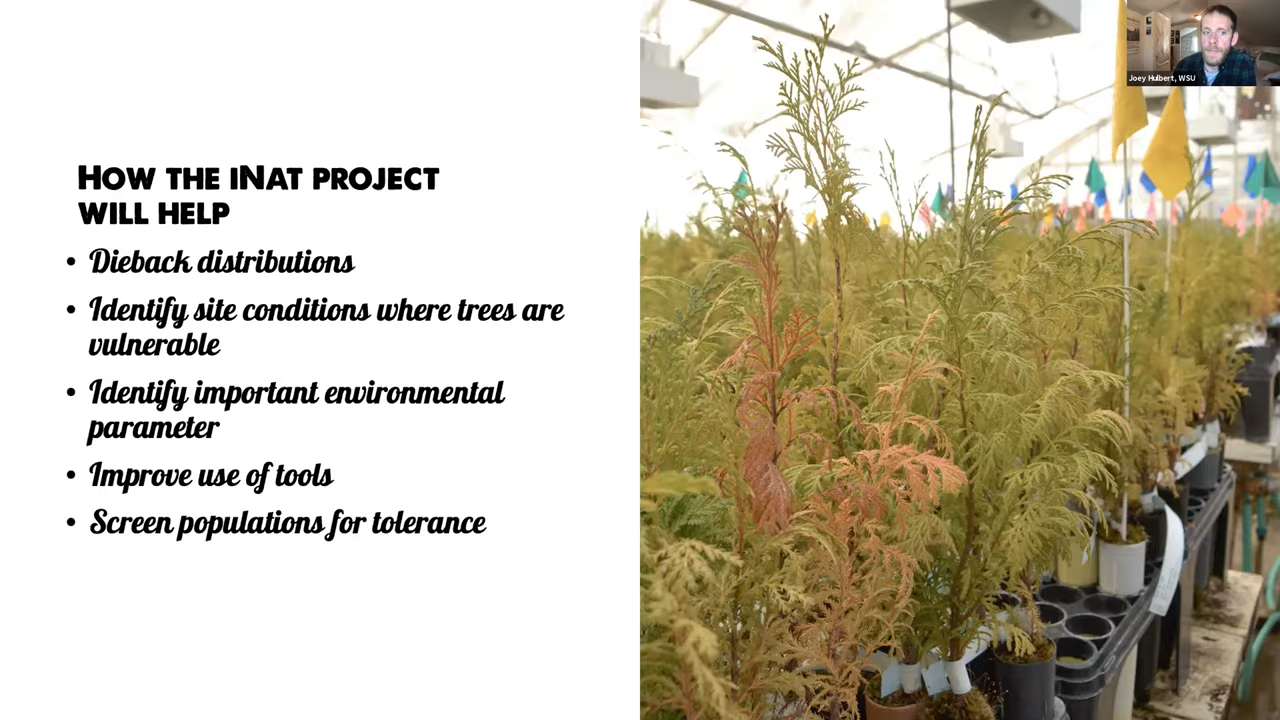 How the iNat project
will help
• Dieback distributions
• Identify site conditions where trees are
vulnerable
• Identify important environmental
parameter
• Improve use of tools
• Screen populations for tolerance
Joey Hulbert, WSU